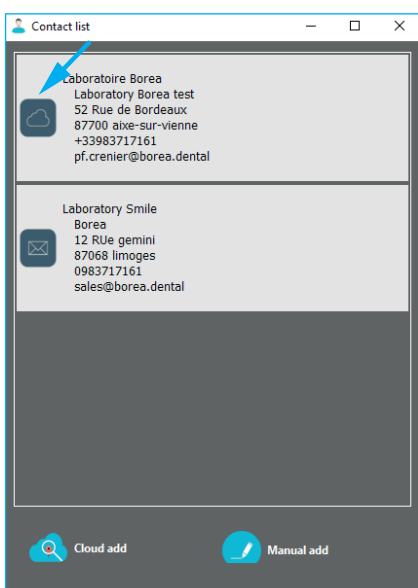 Contact list
Laboratoire Borea
Laboratory Borea test
52 Rue de Bordeaux
87700 aixe-sur-vienne
+33983717161
pf.crenier@borea.dental
Laboratory Smile
Borea
12 RUe gemini
87068 limoges
0983717161
sales@borea.dental
Cloud add
Manual add